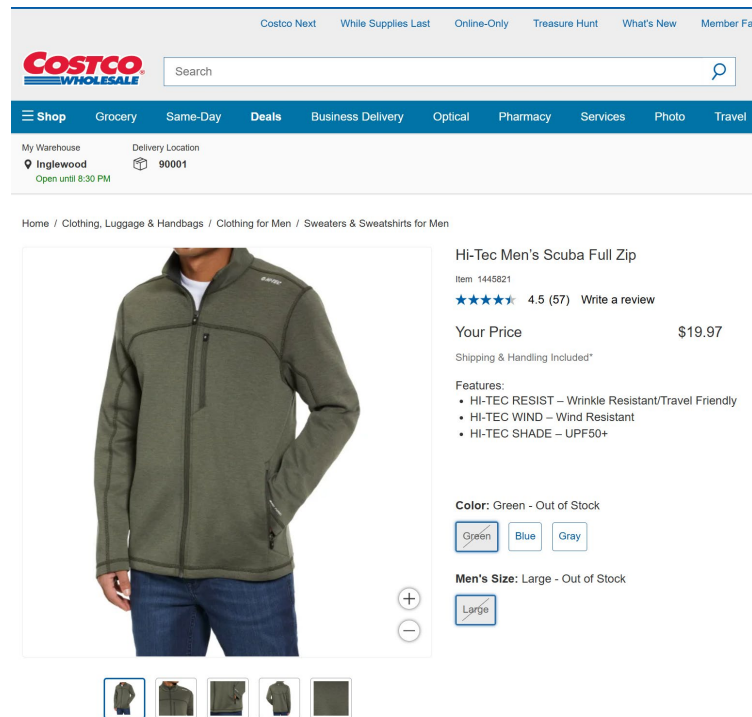 Costco Next While Supplies Last Online-Only Treasure Hunt What's New Member Fa
COSTCO
WHOLESALE
Search
Shop Grocery Same-Day Deals Business Delivery Optical Pharmacy Services Photo Travel
My Warehouse Delivery Location
Inglewood 90001
Open until 8:30 PM
Home / Clothing, Luggage & Handbags / Clothing for Men / Sweaters & Sweatshirts for Men
Hi-Tec Men's Scuba Full Zip
Item 1445821
4.5 (57) Write a review
Your Price $19.97
Shipping & Handling Included*
Features:
• HI-TEC RESIST – Wrinkle Resistant/Travel Friendly
• HI-TEC WIND – Wind Resistant
• HI-TEC SHADE – UPF50+
Color: Green - Out of Stock
Green Blue Gray
Men's Size: Large - Out of Stock
Large